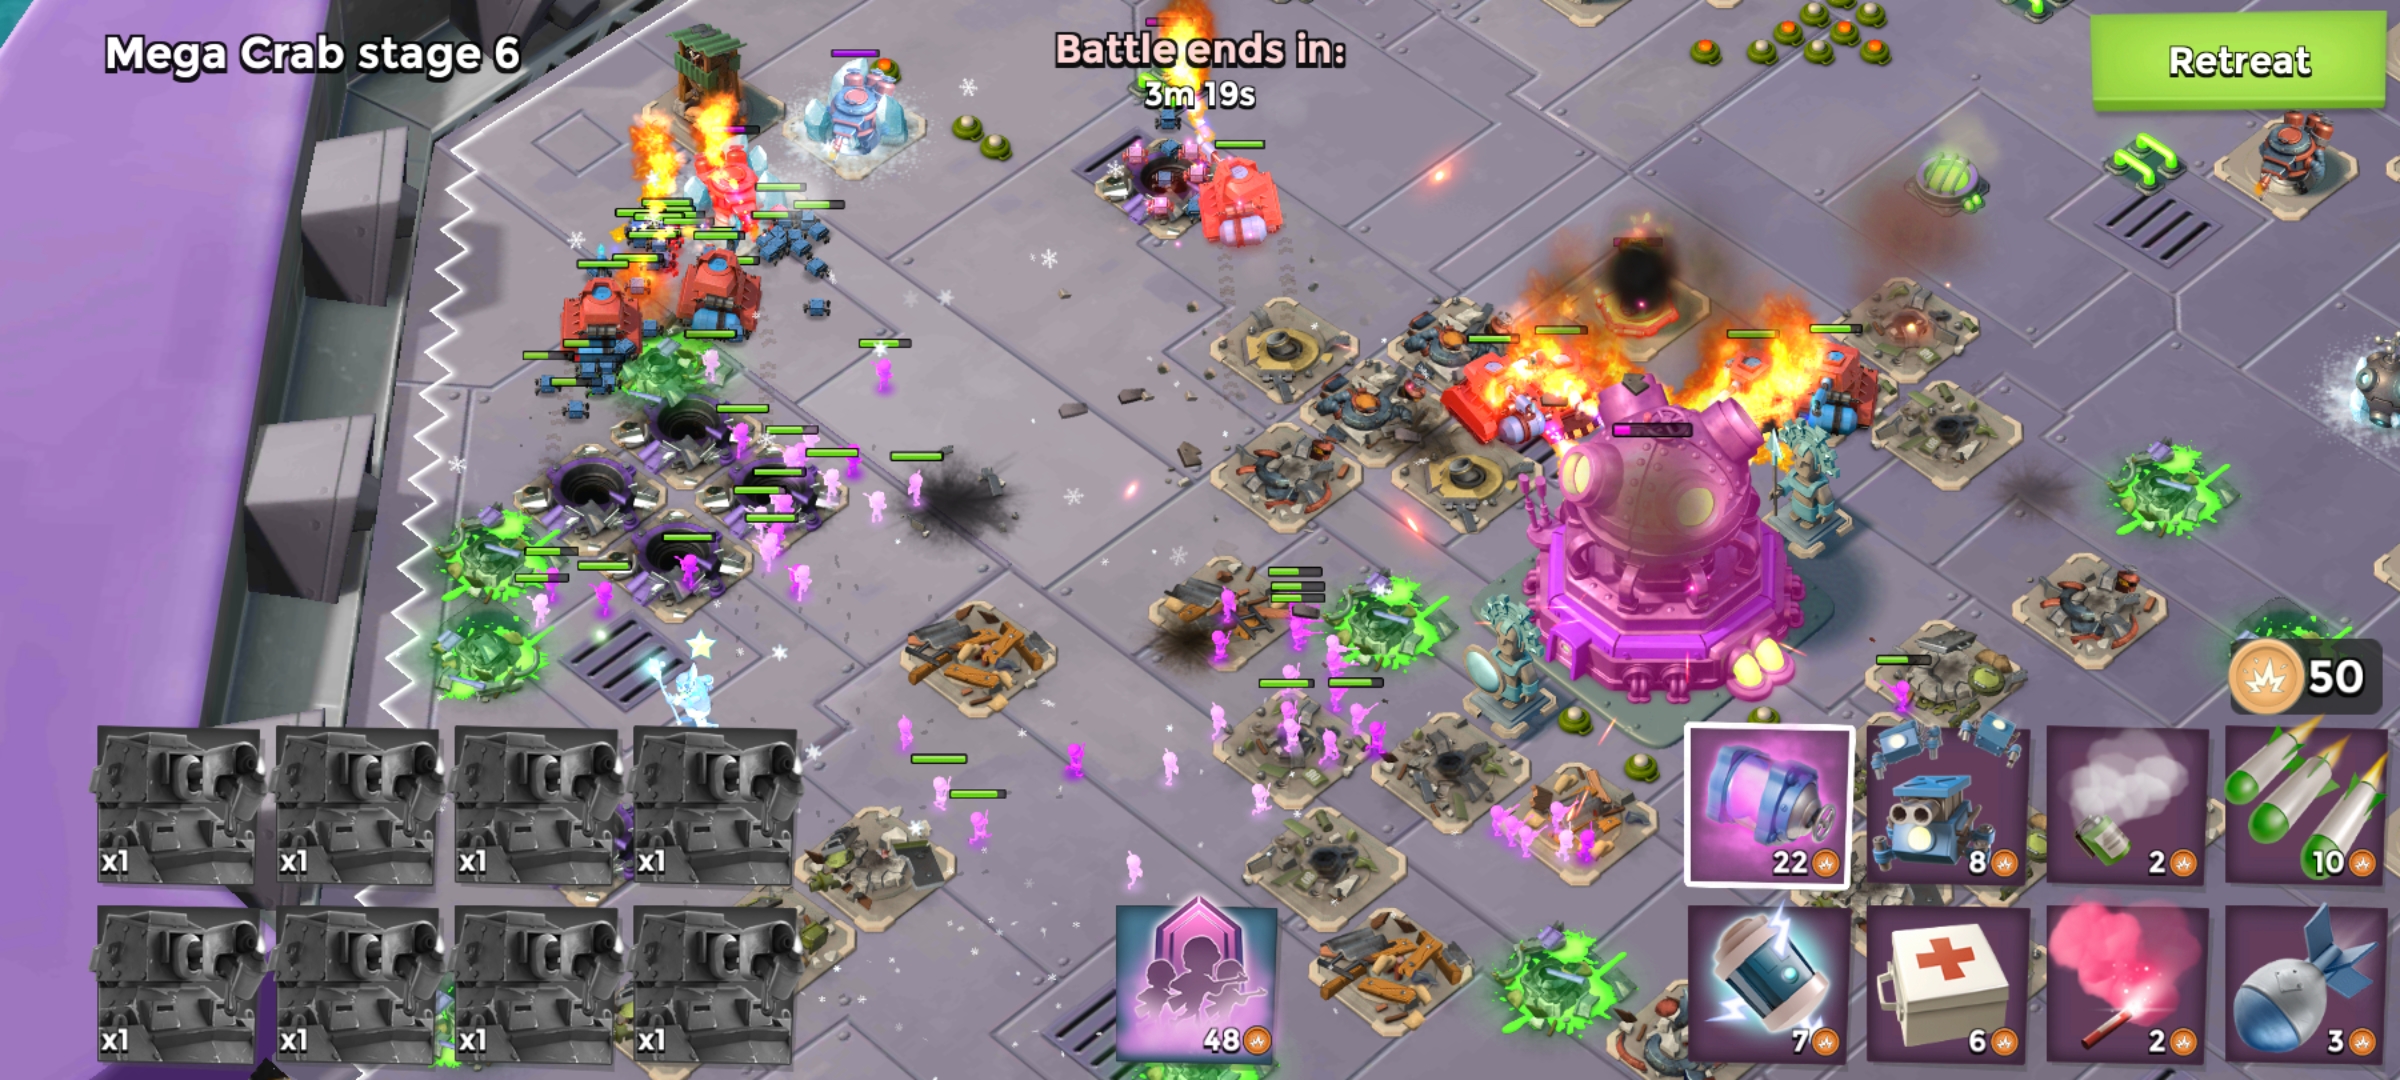 Mega Crab stage 6
Battle ends in:
3m 19s
Retreat
50
x1
x1
x1
x1
22
8
2
10
x1
x1
x1
x1
48
7
6
2
3